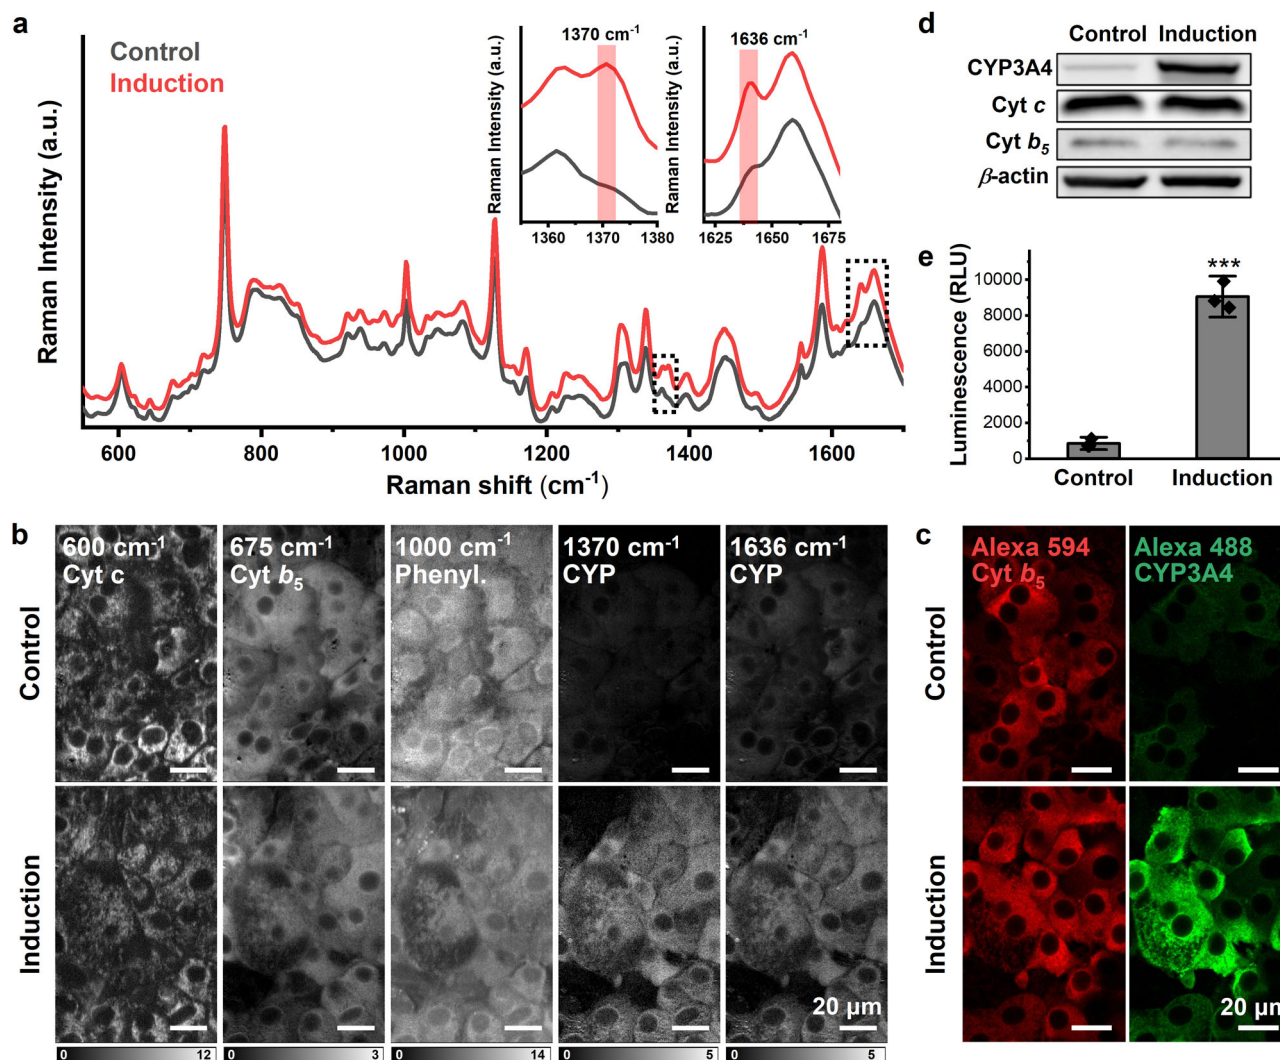 a
Control
Induction
Raman Intensity (a.u.)
600 800 1000 1200 1400 1600
Raman shift (cm⁻¹)
1370 cm⁻¹
Raman Intensity (a.u.)
1360 1370 1380
1636 cm⁻¹
Raman Intensity (a.u.)
1625 1650 1675
d
Control Induction
CYP3A4
Cyt c
Cyt b₅
β-actin
e
Luminescence (RLU)
10000
8000
6000
4000
2000
0
***
Control Induction
b
600 cm⁻¹
Cyt c
675 cm⁻¹
Cyt b₅
1000 cm⁻¹
Phenyl.
1370 cm⁻¹
CYP
1636 cm⁻¹
CYP
Control
Induction
20 µm
0 12
0 3
0 14
0 5
0 5
c
Alexa 594
Cyt b₅
Alexa 488
CYP3A4
Control
Induction
20 µm